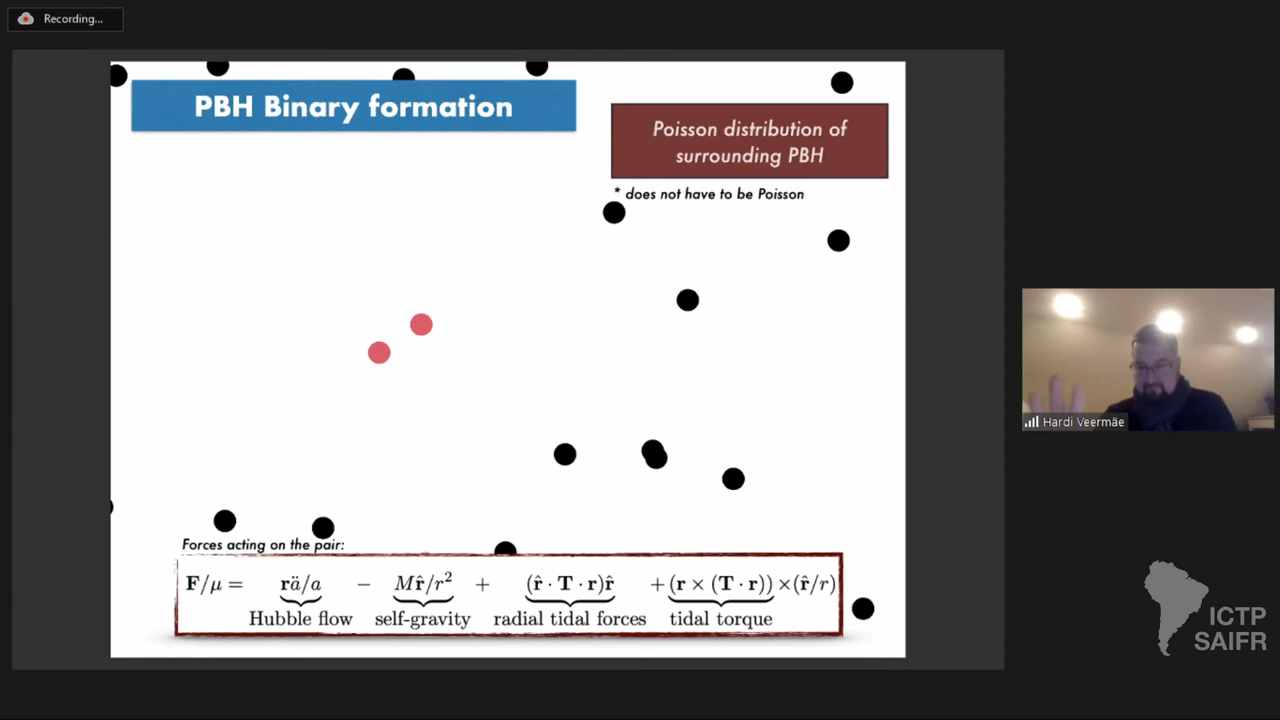 Recording...
PBH Binary formation
Poisson distribution of
surrounding PBH
* does not have to be Poisson
Forces acting on the pair:
F/μ = rä/a − Mr̂/r² + (r̂ · T · r)r̂ + (r × (T · r)) ×(r̂/r)
Hubble flow self-gravity radial tidal forces tidal torque
Hardi Veermäe
ICTP
SAIFR